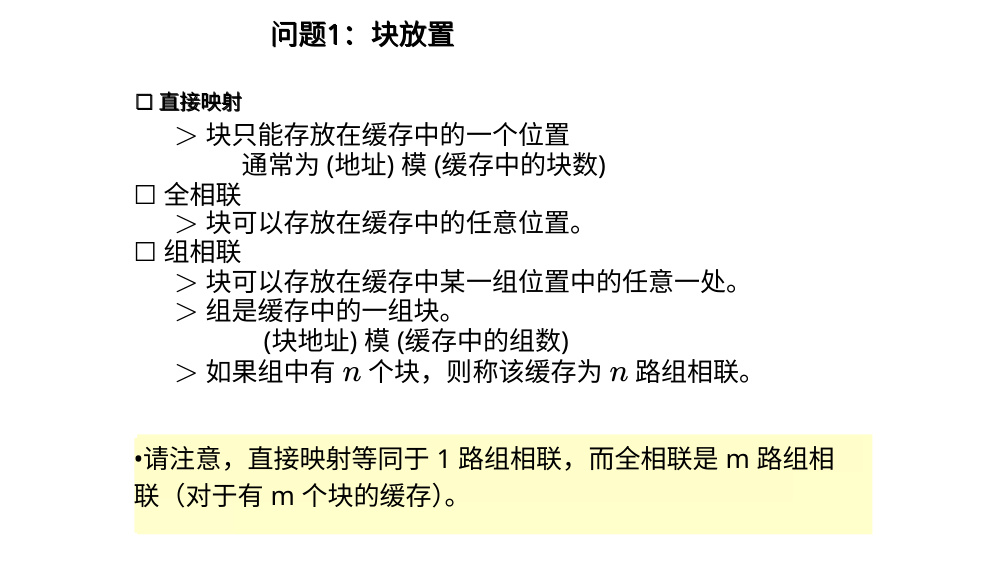 问题1：块放置
☐ 直接映射
> 块只能存放在缓存中的一个位置
通常为 (地址) 模 (缓存中的块数)
☐ 全相联
> 块可以存放在缓存中的任意位置。
☐ 组相联
> 块可以存放在缓存中某一组位置中的任意一处。
> 组是缓存中的一组块。
(块地址) 模 (缓存中的组数)
> 如果组中有 n 个块，则称该缓存为 n 路组相联。
•请注意，直接映射等同于 1 路组相联，而全相联是 m 路组相
联（对于有 m 个块的缓存）。